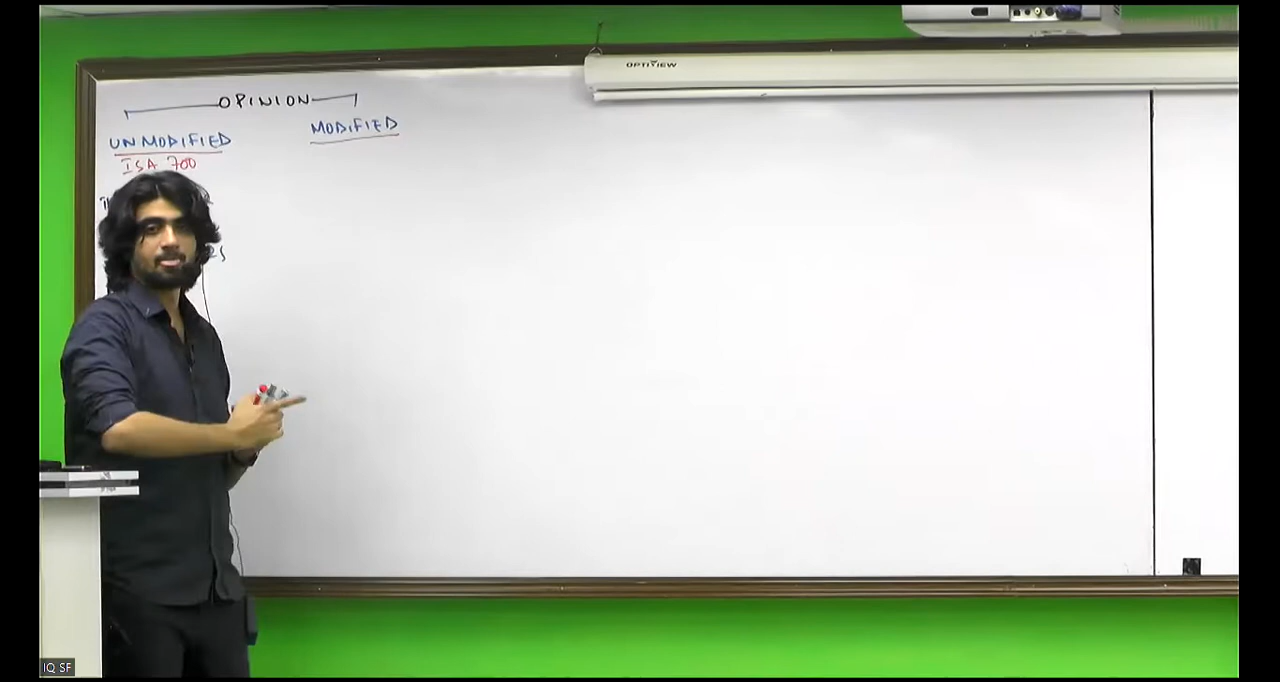 OPTIVIEW
OPINION
UNMODIFIED MODIFIED
ISA 700
IQ SF